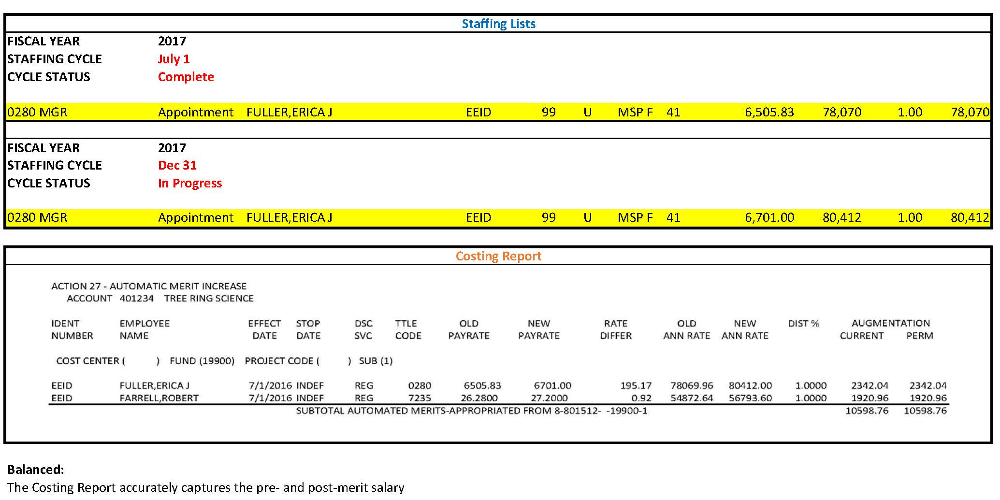 Staffing Lists
FISCAL YEAR 2017
STAFFING CYCLE July 1
CYCLE STATUS Complete
0280 MGR Appointment FULLER,ERICA J EEID 99 U MSP F 41 6,505.83 78,070 1.00 78,070
FISCAL YEAR 2017
STAFFING CYCLE Dec 31
CYCLE STATUS In Progress
0280 MGR Appointment FULLER,ERICA J EEID 99 U MSP F 41 6,701.00 80,412 1.00 80,412
Costing Report
ACTION 27 - AUTOMATIC MERIT INCREASE
ACCOUNT 401234 TREE RING SCIENCE
IDENT EMPLOYEE EFFECT STOP DSC TTLE OLD NEW RATE OLD NEW DIST % AUGMENTATION
NUMBER NAME DATE DATE SVC CODE PAYRATE PAYRATE DIFFER ANN RATE ANN RATE CURRENT PERM
COST CENTER ( ) FUND (19900) PROJECT CODE ( ) SUB (1)
EEID FULLER,ERICA J 7/1/2016 INDEF REG 0280 6505.83 6701.00 195.17 78069.96 80412.00 1.0000 2342.04 2342.04
EEID FARRELL,ROBERT 7/1/2016 INDEF REG 7235 26.2800 27.2000 0.92 54872.64 56793.60 1.0000 1920.96 1920.96
SUBTOTAL AUTOMATED MERITS-APPROPRIATED FROM 8-801512- -19900-1 10598.76 10598.76
Balanced:
The Costing Report accurately captures the pre- and post-merit salary